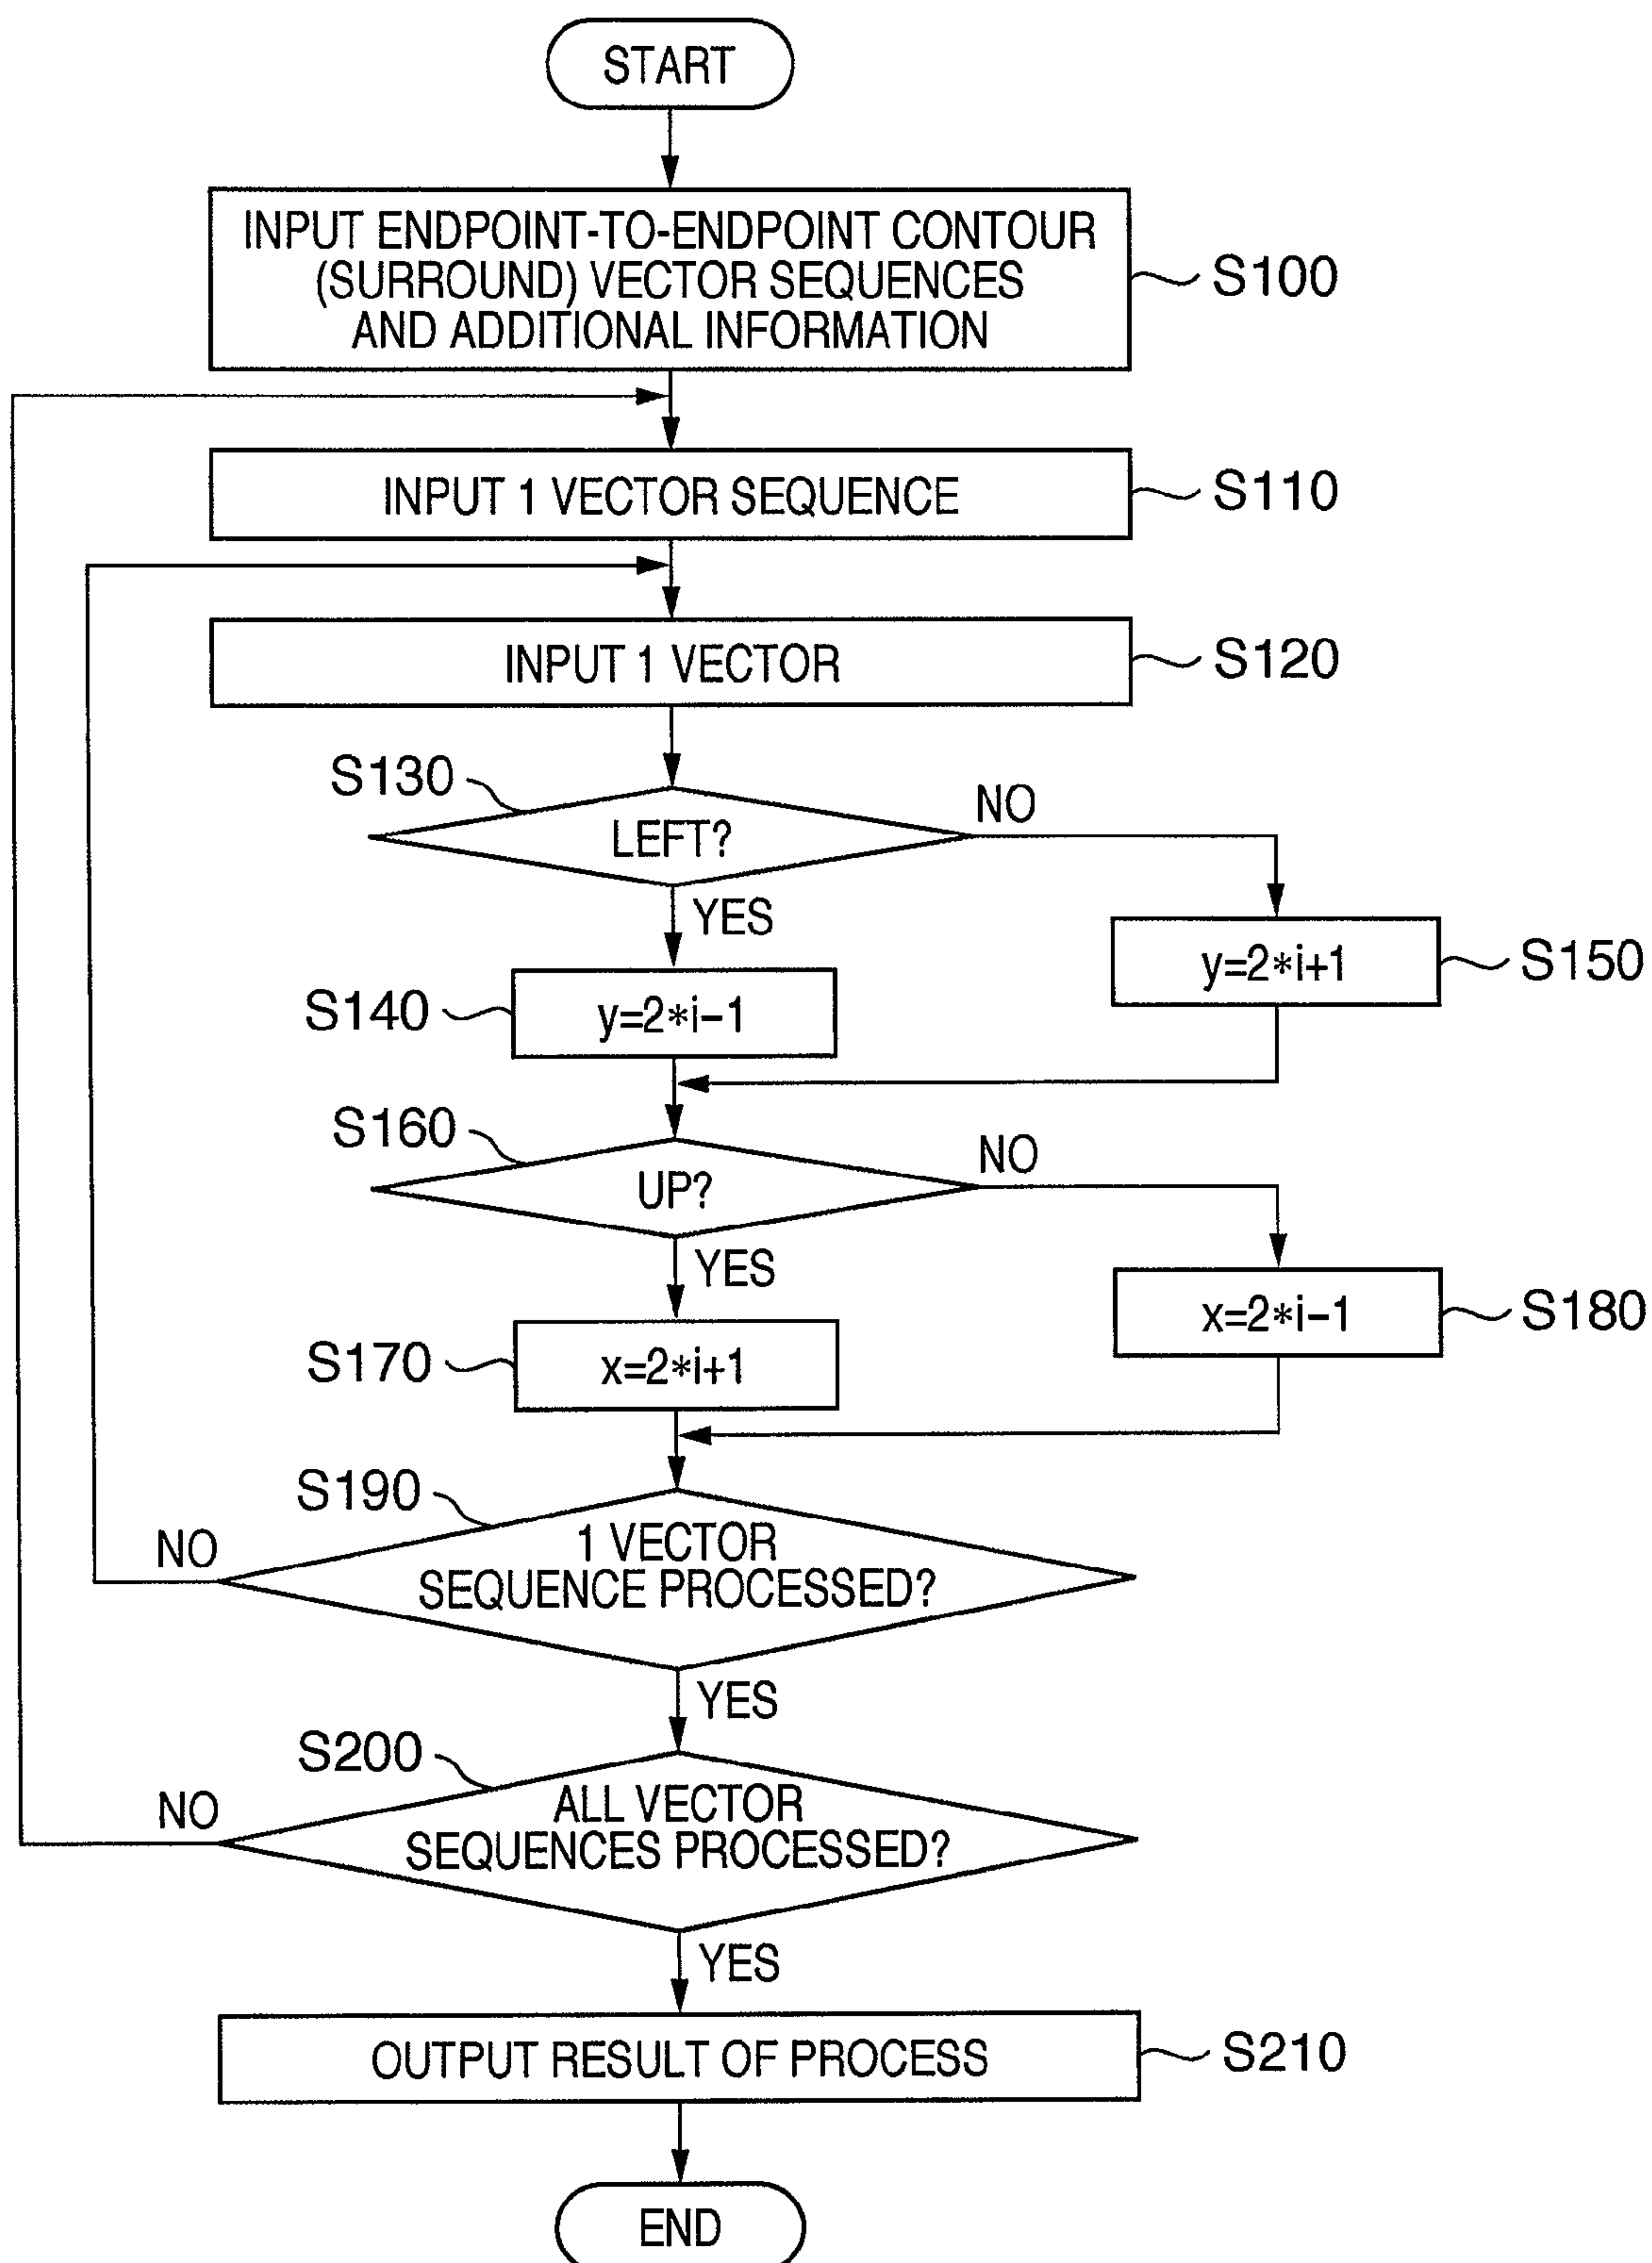 START
INPUT ENDPOINT-TO-ENDPOINT CONTOUR
(SURROUND) VECTOR SEQUENCES
AND ADDITIONAL INFORMATION
S100
INPUT 1 VECTOR SEQUENCE
S110
INPUT 1 VECTOR
S120
S130
LEFT?
NO
YES
y=2*i+1
S150
S140
y=2*i−1
S160
UP?
NO
YES
x=2*i−1
S180
S170
x=2*i+1
S190
1 VECTOR
SEQUENCE PROCESSED?
NO
YES
S200
ALL VECTOR
SEQUENCES PROCESSED?
NO
YES
OUTPUT RESULT OF PROCESS
S210
END